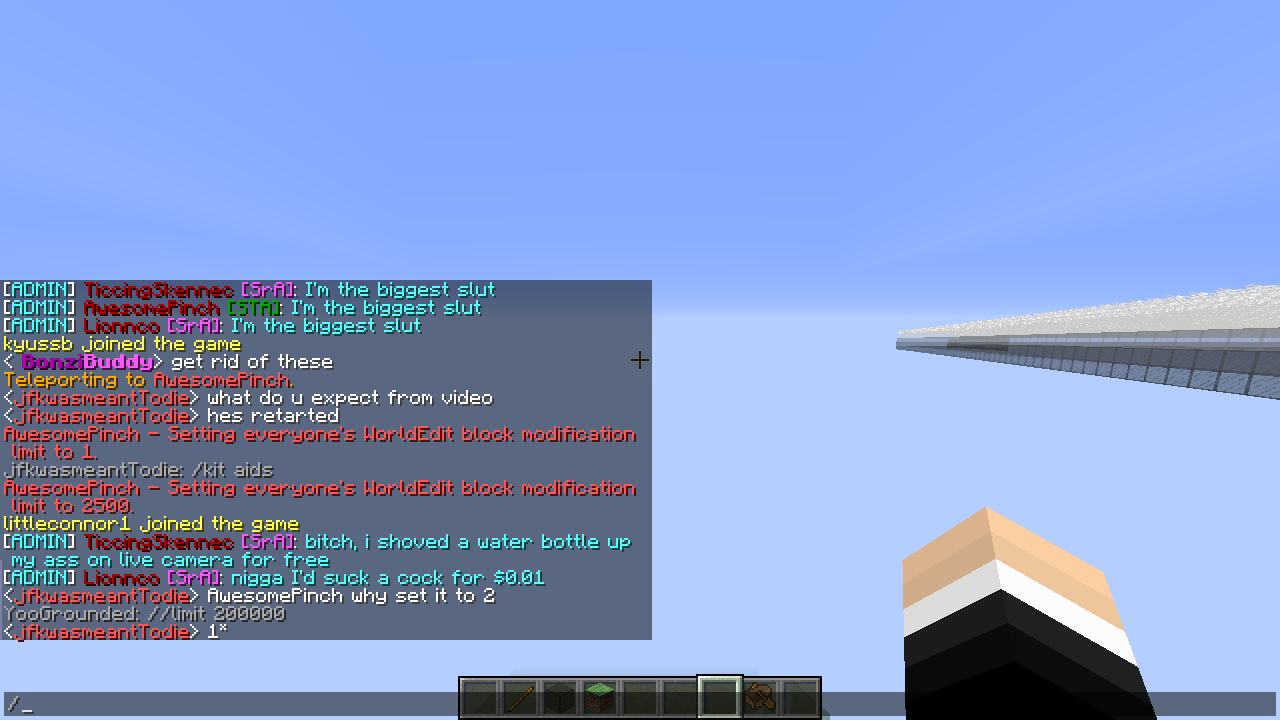 [ADMIN] TiccingSkennec [SrA]: I'm the biggest slut
[ADMIN] AwesomePinch [STA]: I'm the biggest slut
[ADMIN] Lionnco [SrA]: I'm the biggest slut
kyussb joined the game
< BonziBuddy> get rid of these
Teleporting to AwesomePinch.
<jfkwasmeantTodie> what do u expect from video
<jfkwasmeantTodie> hes retarted
AwesomePinch - Setting everyone's WorldEdit block modification
limit to 1.
jfkwasmeantTodie: /kit aids
AwesomePinch - Setting everyone's WorldEdit block modification
limit to 2500.
littleconnor1 joined the game
[ADMIN] TiccingSkennec [SrA]: bitch, i shoved a water bottle up
my ass on live camera for free
[ADMIN] Lionnco [SrA]: nigga I'd suck a cock for $0.01
<jfkwasmeantTodie> AwesomePinch why set it to 2
YooGrounded: //limit 200000
<jfkwasmeantTodie> 1*
/_